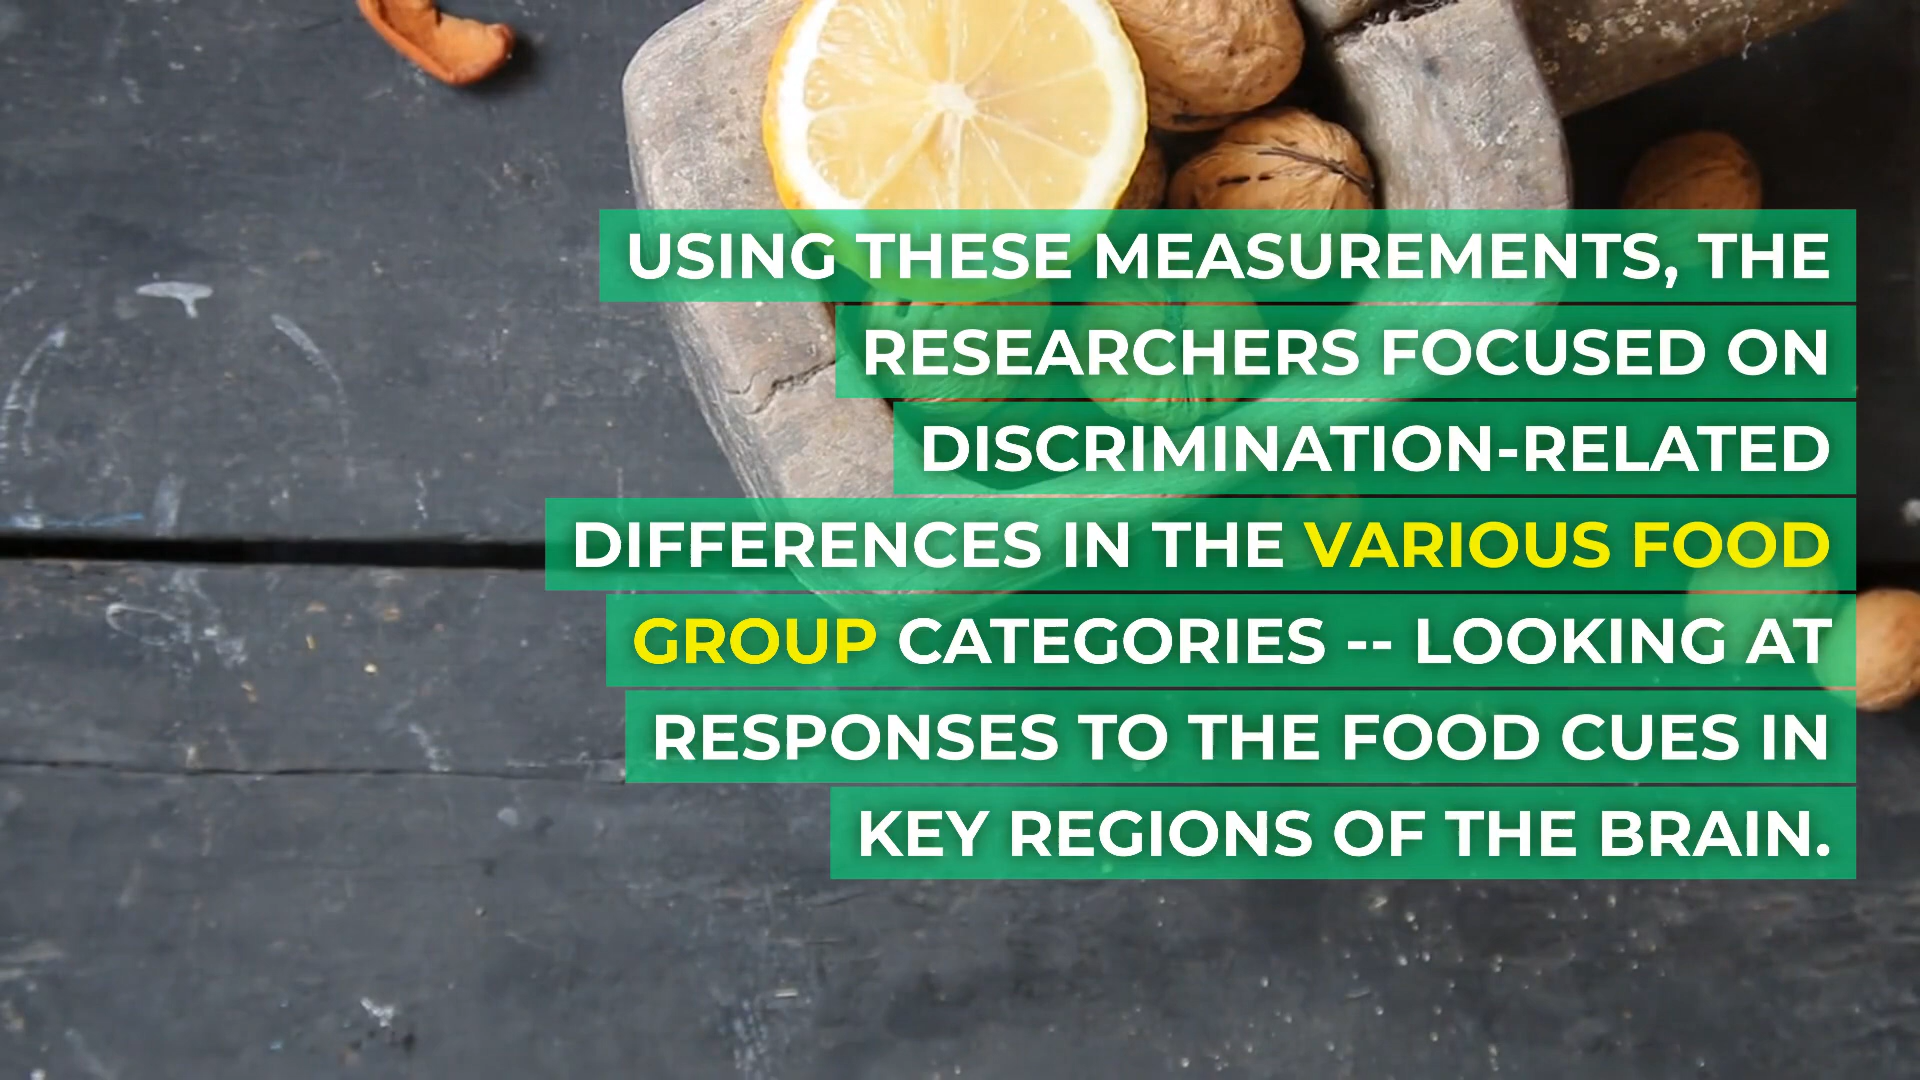 USING THESE MEASUREMENTS, THE
RESEARCHERS FOCUSED ON
DISCRIMINATION-RELATED
DIFFERENCES IN THE VARIOUS FOOD
GROUP CATEGORIES -- LOOKING AT
RESPONSES TO THE FOOD CUES IN
KEY REGIONS OF THE BRAIN.